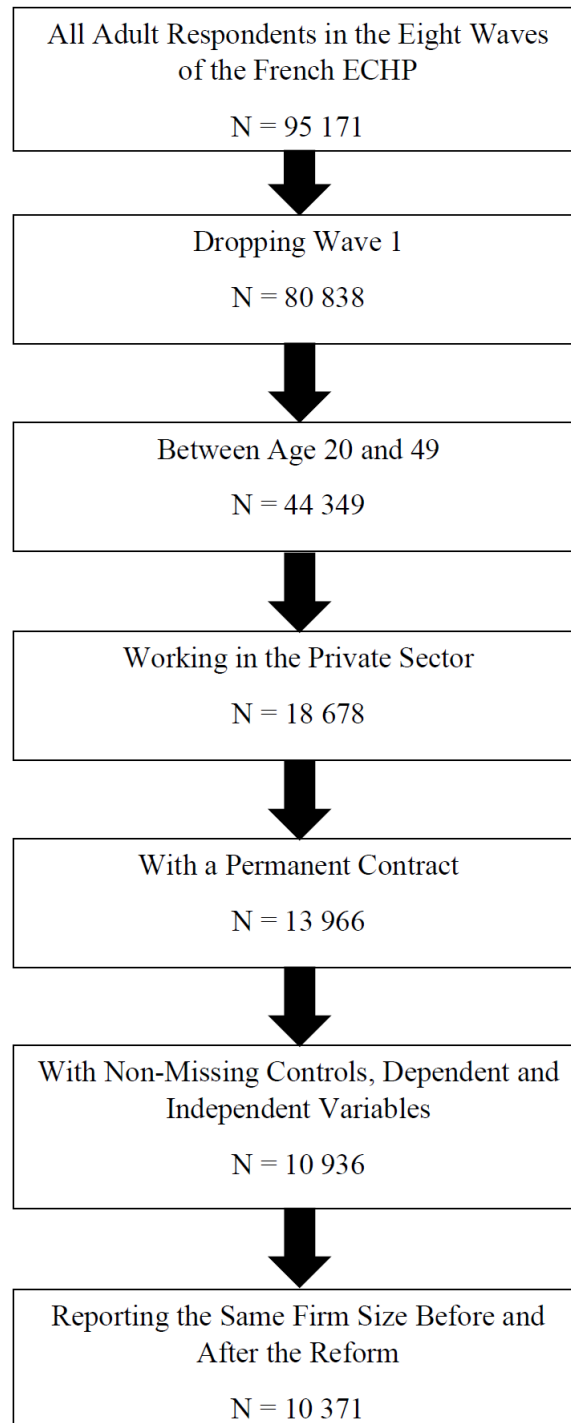 All Adult Respondents in the Eight Waves
of the French ECHP
N = 95 171
Dropping Wave 1
N = 80 838
Between Age 20 and 49
N = 44 349
Working in the Private Sector
N = 18 678
With a Permanent Contract
N = 13 966
With Non-Missing Controls, Dependent and
Independent Variables
N = 10 936
Reporting the Same Firm Size Before and
After the Reform
N = 10 371